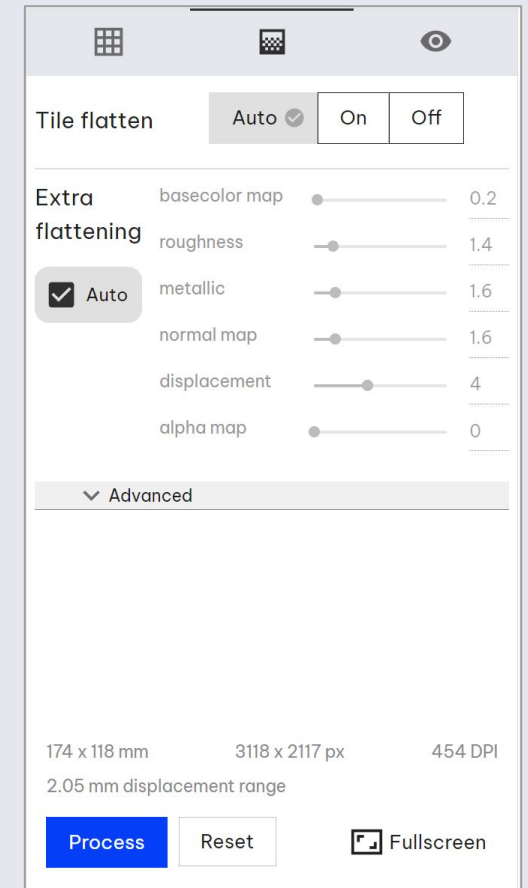 Tile flatten Auto On Off
Extra flattening
Auto
basecolor map 0.2
roughness 1.4
metallic 1.6
normal map 1.6
displacement 4
alpha map 0
Advanced
174 x 118 mm 3118 x 2117 px 454 DPI
2.05 mm displacement range
Process Reset Fullscreen